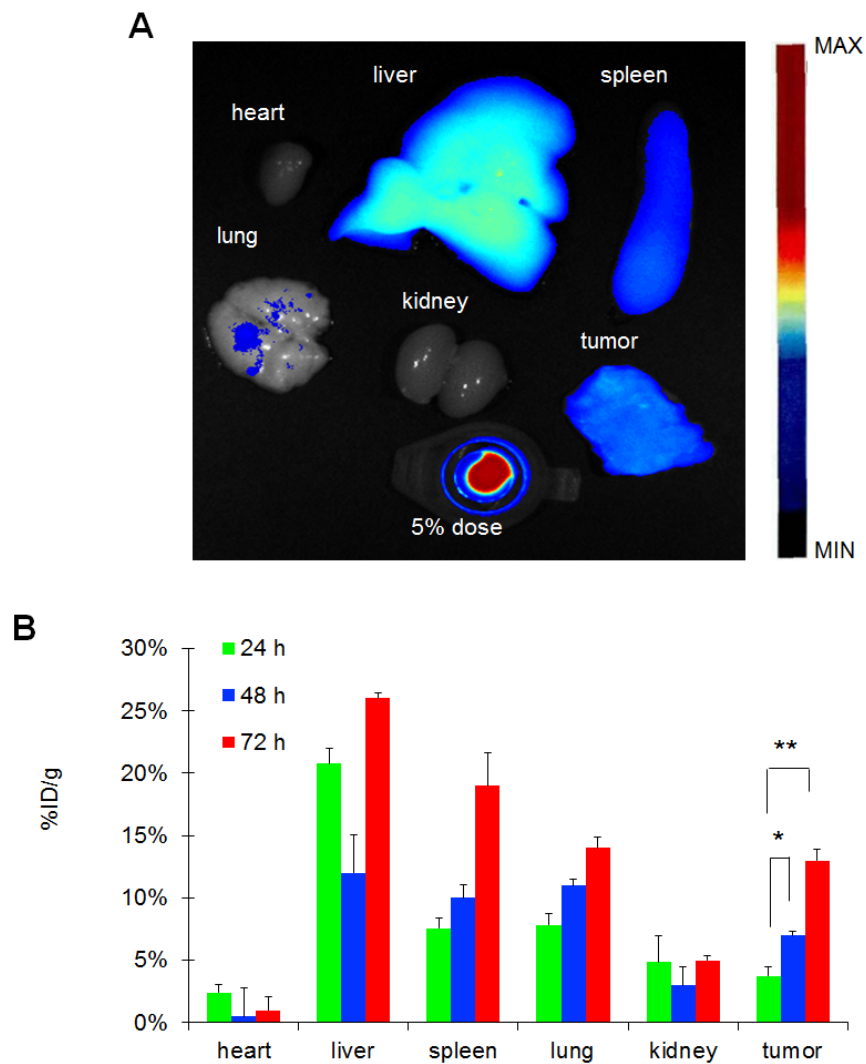 A
MAX
liver
spleen
heart
lung
kidney
tumor
5% dose
MIN
B
30%
24 h
25%
48 h
72 h
20%
%ID/g
15%
10%
5%
0%
**
*
heart liver spleen lung kidney tumor